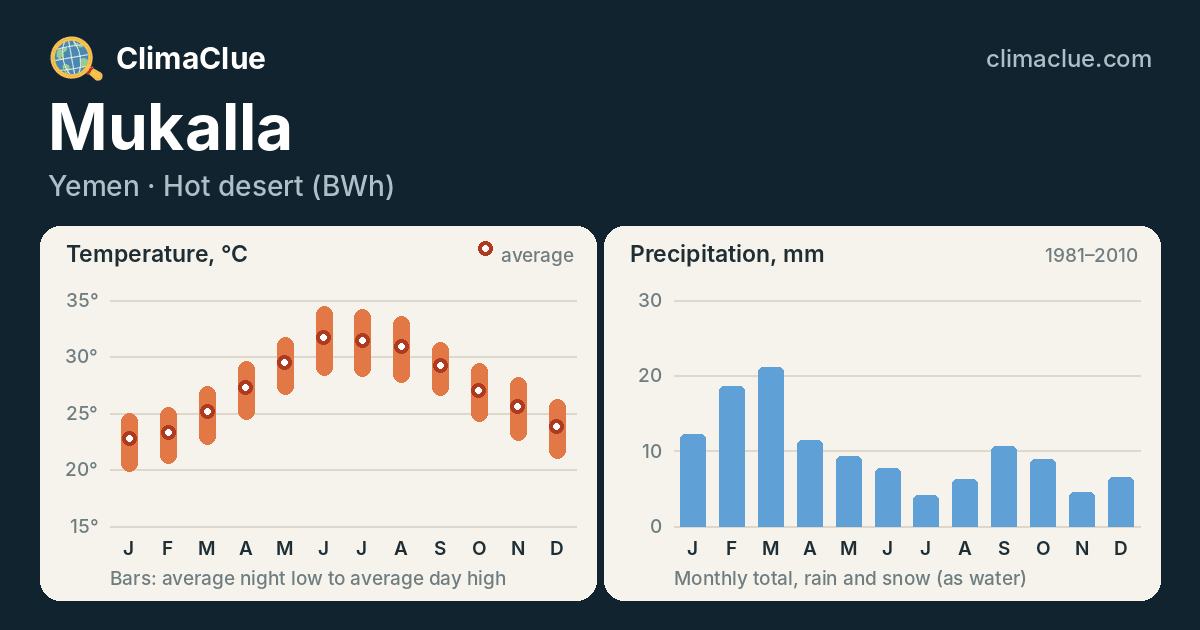 ClimaClue
climaclue.com
Mukalla
Yemen · Hot desert (BWh)
Temperature, °C
average
35°
30°
25°
20°
15°
J F M A M J J A S O N D
Bars: average night low to average day high
Precipitation, mm
1981–2010
30
20
10
0
J F M A M J J A S O N D
Monthly total, rain and snow (as water)